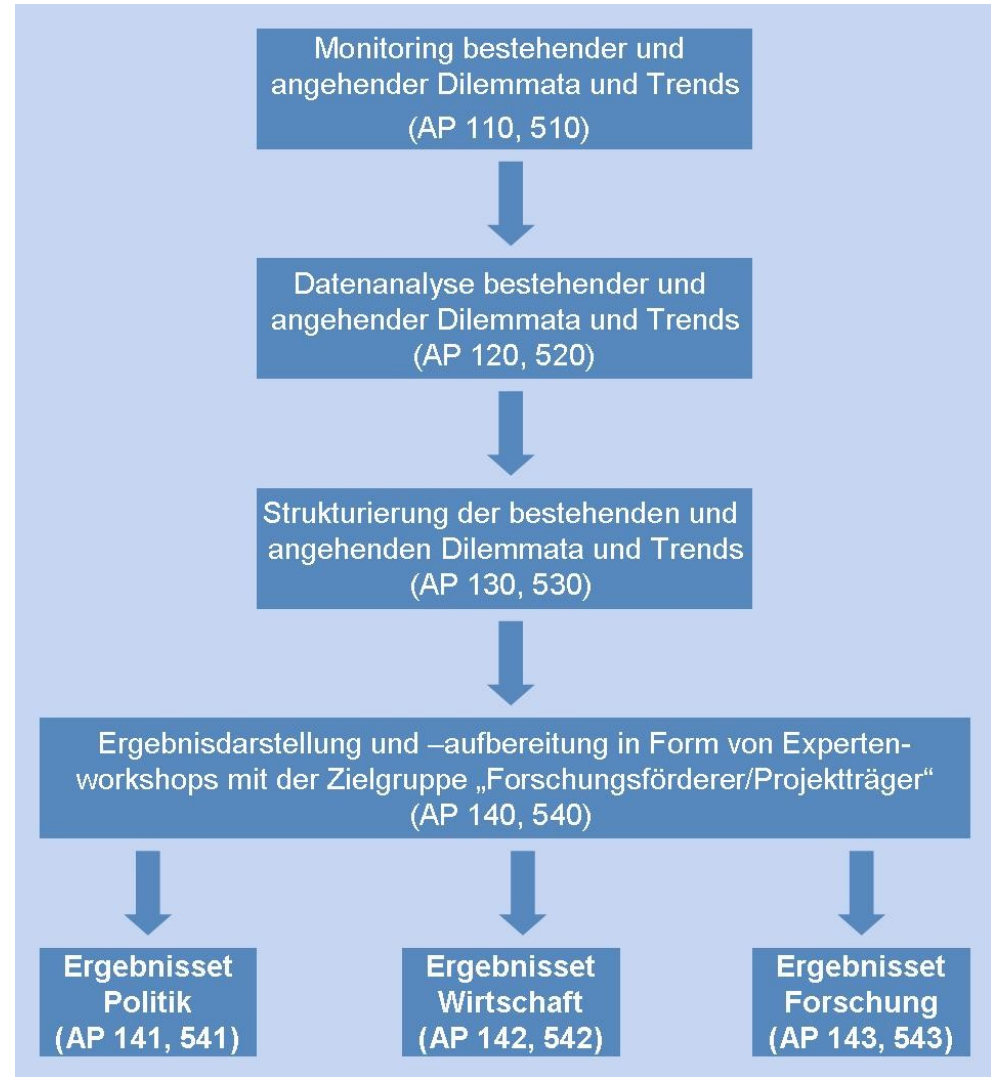 Monitoring bestehender und
angehender Dilemmata und Trends
(AP 110, 510)
Datenanalyse bestehender und
angehender Dilemmata und Trends
(AP 120, 520)
Strukturierung der bestehenden und
angehenden Dilemmata und Trends
(AP 130, 530)
Ergebnisdarstellung und –aufbereitung in Form von Experten-
workshops mit der Zielgruppe „Forschungsförderer/Projektträger“
(AP 140, 540)
Ergebnisset
Politik
(AP 141, 541)
Ergebnisset
Wirtschaft
(AP 142, 542)
Ergebnisset
Forschung
(AP 143, 543)